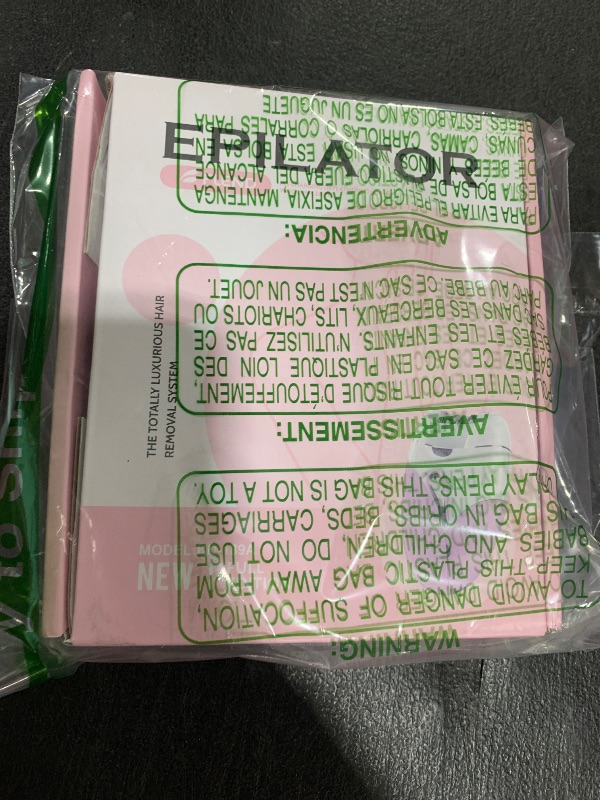 EPILATOR
THE TOTALLY LUXURIOUS HAIR
REMOVAL SYSTEM
MODEL
NEW
WARNING:
TO AVOID DANGER OF SUFFOCATION,
KEEP THIS PLASTIC BAG AWAY FROM
BABIES AND CHILDREN, DO NOT USE
THIS BAG IN CRIBS, BEDS, CARRIAGES
PLAY PENS. THIS BAG IS NOT A TOY.
AVERTISSEMENT:
POUR ÉVITER TOUT RISQUE D'ÉTOUFFEMENT,
GARDEZ CE SAC EN PLASTIQUE LOIN DES
BÉBÉS ET LES ENFANTS. N'UTILISEZ PAS CE
SAC DANS LES BERCEAUX, LITS, CHARIOTS OU
PARC AU BÉBÉ. CE SAC N'EST PAS UN JOUET.
ADVERTENCIA:
PARA EVITAR EL PELIGRO DE ASFIXIA, MANTENGA
ESTA BOLSA DE FUERA DEL ALCANCE
DE BEBES NIÑOS. NO ESTA BOLSA EN
CUNAS, CAMAS, CARRIOLAS O CORRALES PARA
BEBES. ESTA BOLSA NO ES UN JUGUETE
to